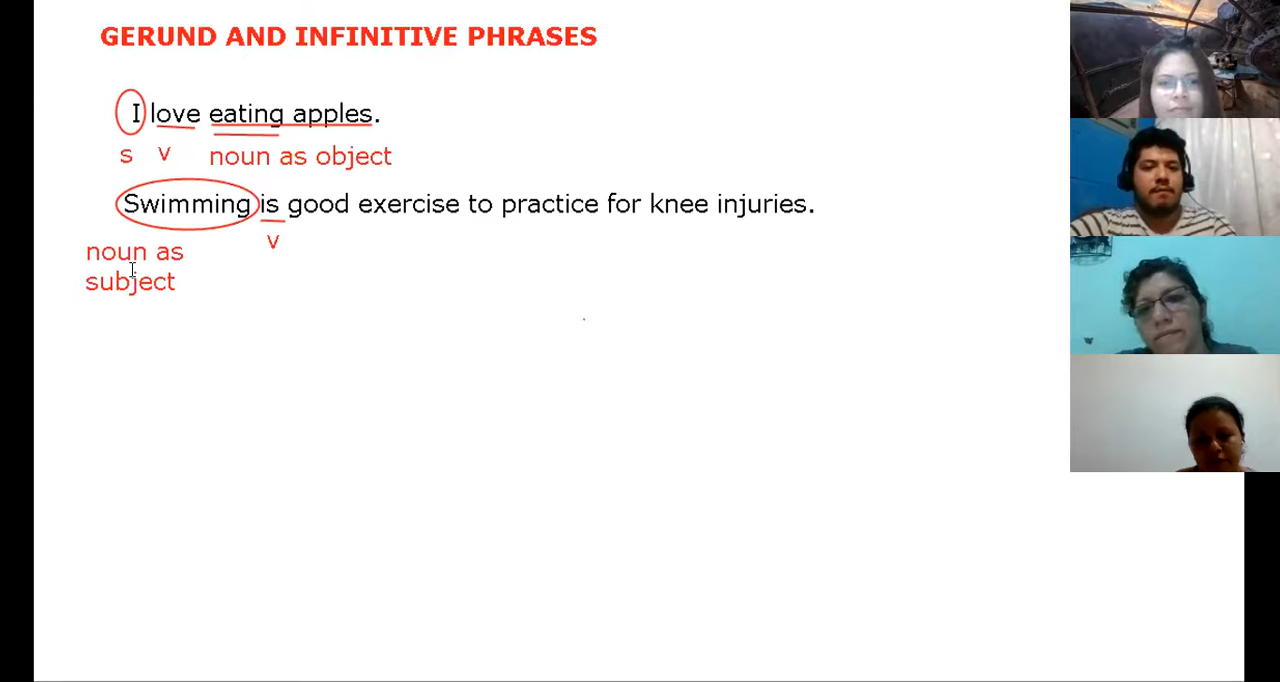 GERUND AND INFINITIVE PHRASES
I love eating apples.
s v noun as object
Swimming is good exercise to practice for knee injuries.
v
noun as
subject